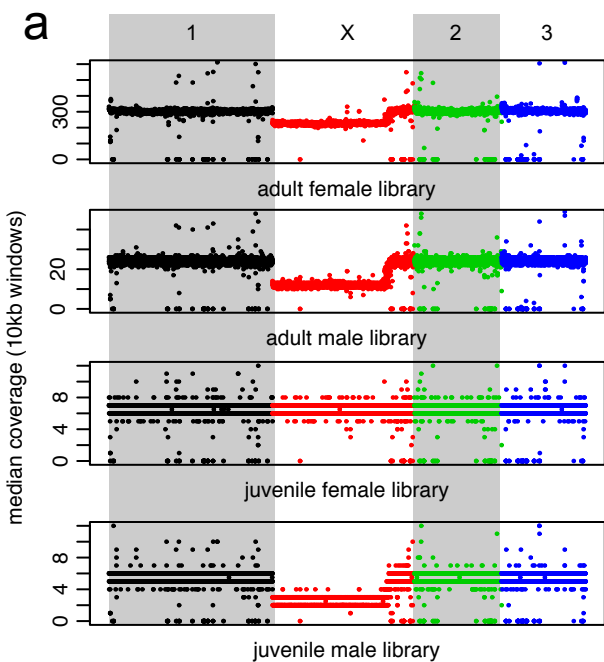 a
1 X 2 3
300
0
adult female library
20
0
adult male library
8
4
0
juvenile female library
8
4
0
juvenile male library
median coverage (10kb windows)